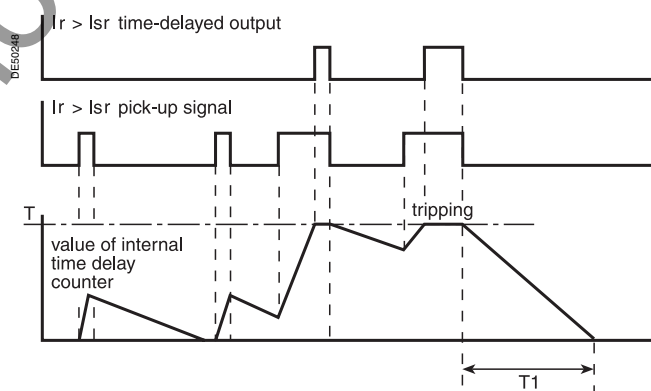 Ir > Isr time-delayed output
DE50248
Ir > Isr pick-up signal
T
tripping
value of internal
time delay
counter
T1